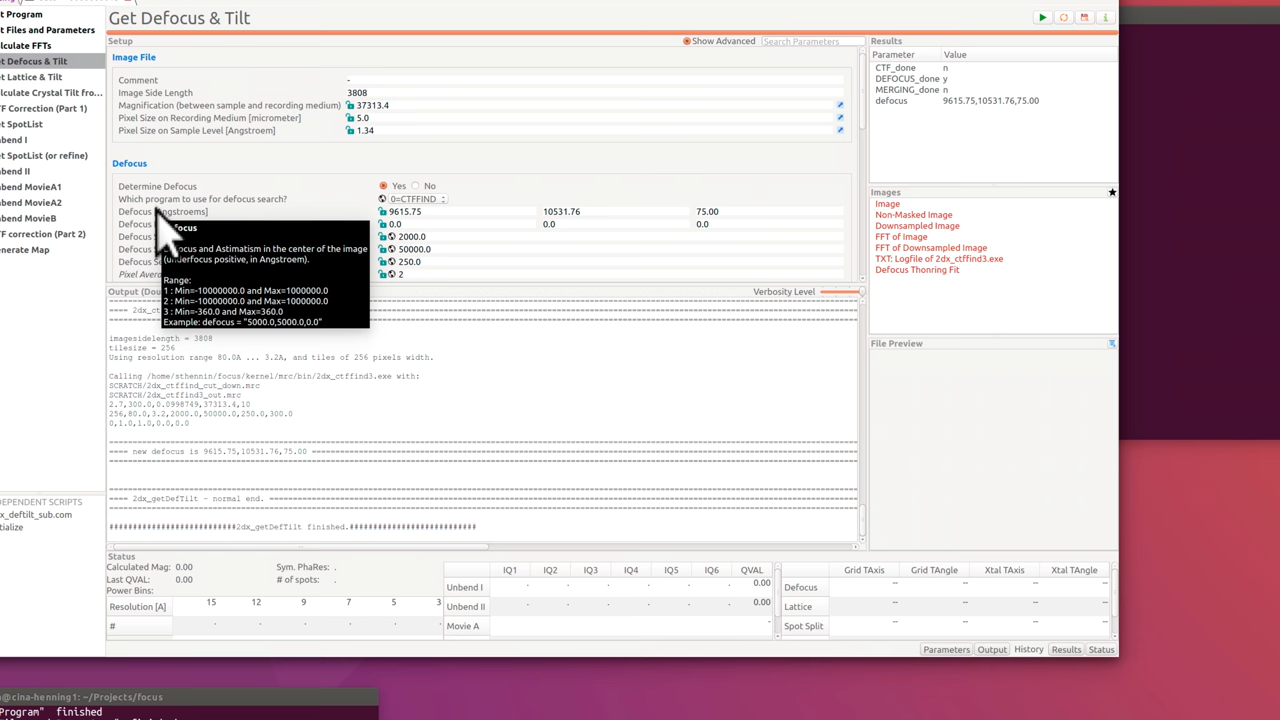 t Program
t Files and Parameters
lculate FFTs
t Defocus & Tilt
t Lattice & Tilt
lculate Crystal Tilt fro...
F Correction (Part 1)
t SpotList
bend I
t SpotList (or refine)
bend II
bend MovieA1
bend MovieA2
bend MovieB
F correction (Part 2)
nerate Map
DEPENDENT SCRIPTS
x_deftilt_sub.com
itialize
Get Defocus & Tilt
Setup
Show Advanced
Search Parameters
Image File
Comment -
Image Side Length 3808
Magnification (between sample and recording medium) 37313.4
Pixel Size on Recording Medium [micrometer] 5.0
Pixel Size on Sample Level [Angstroem] 1.34
Defocus
Determine Defocus Yes No
Which program to use for defocus search? 0=CTFFIND
Defocus [Angstroems] 9615.75 10531.76 75.00
Defocus 0.0 0.0 0.0
Defocus 2000.0
Defocus 50000.0
Defocus 250.0
Pixel Aver 2
focus
cus and Astimatism in the center of the image
(underfocus positive, in Angstroem).
Range:
1 : Min=-10000000.0 and Max=1000000.0
2 : Min=-10000000.0 and Max=1000000.0
3 : Min=-360.0 and Max=360.0
Example: defocus = "5000.0,5000.0,0.0"
Output (Dou
Verbosity Level
imagesidelength = 3808
tilesize = 256
Using resolution range 80.0A ... 3.2A, and tiles of 256 pixels width.
Calling /home/sthennin/focus/kernel/mrc/bin/2dx_ctffind3.exe with:
SCRATCH/2dx_ctffind_cut_down.mrc
SCRATCH/2dx_ctffind3_out.mrc
2.7,300.0,0.0998749,37313.4,10
256,80.0,3.2,2000.0,50000.0,250.0,300.0
0,1.0,1.0,0.0,0.0
==== new defocus is 9615.75,10531.76,75.00 ====
==== 2dx_getDefTilt - normal end. ====
###########################2dx_getDefTilt finished.###########################
Status
Calculated Mag: 0.00 Sym. PhaRes: .
Last QVAL: 0.00 # of spots: .
Power Bins:
Resolution [A] 15 12 9 7 5 3
# . . . . . .
IQ1 IQ2 IQ3 IQ4 IQ5 IQ6 QVAL
Unbend I . . . . . . 0.00
Unbend II . . . . . . 0.00
Movie A -
Grid TAxis Grid TAngle Xtal TAxis Xtal TAngle
Defocus -- -- -- --
Lattice -- -- -- --
Spot Split -- -- -- --
Parameters Output History Results Status
Results
Parameter Value
CTF_done n
DEFOCUS_done y
MERGING_done n
defocus 9615.75,10531.76,75.00
Images
Image
Non-Masked Image
Downsampled Image
FFT of Image
FFT of Downsampled Image
TXT: Logfile of 2dx_ctffind3.exe
Defocus Thonring Fit
File Preview
@cina-henning1: ~/Projects/focus
Program" finished